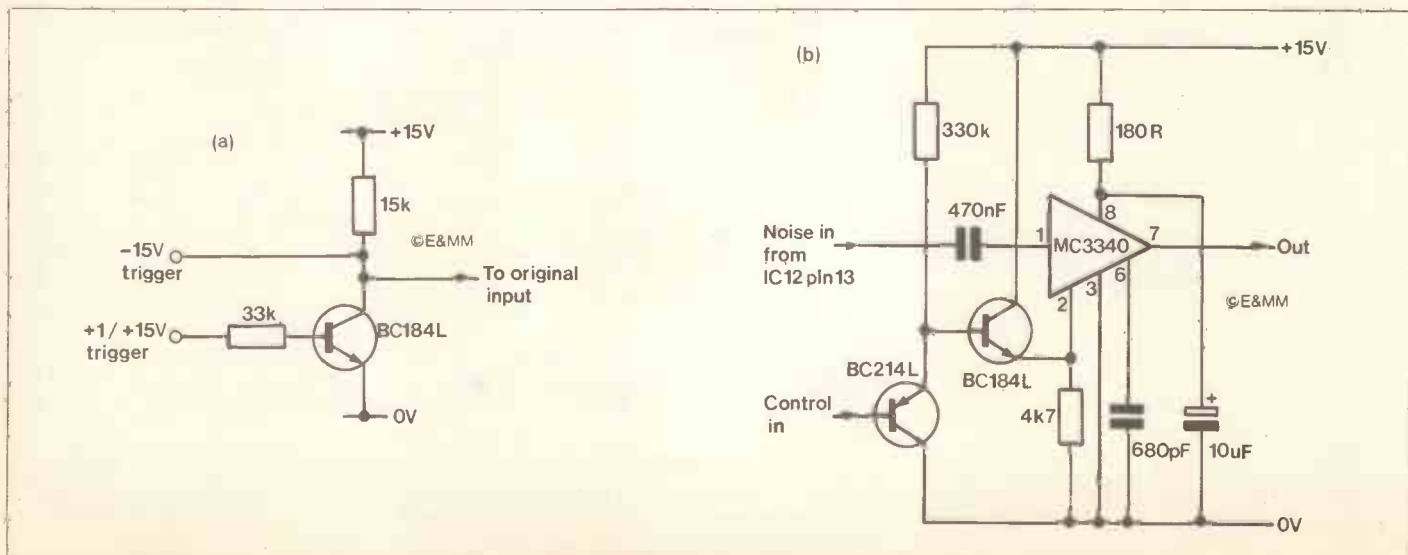 (a)
+15V
15k
©E&MM
-15V
trigger
To original
input
33k
+1/+15V
trigger
BC184L
0V
(b)
+15V
330k
180R
470nF
8
Noise in
from
IC12 pin 13
1
MC3340
7
Out
6
2
3
©E&MM
BC214L
BC184L
Control
in
4k7
680pF
+
10uF
0V